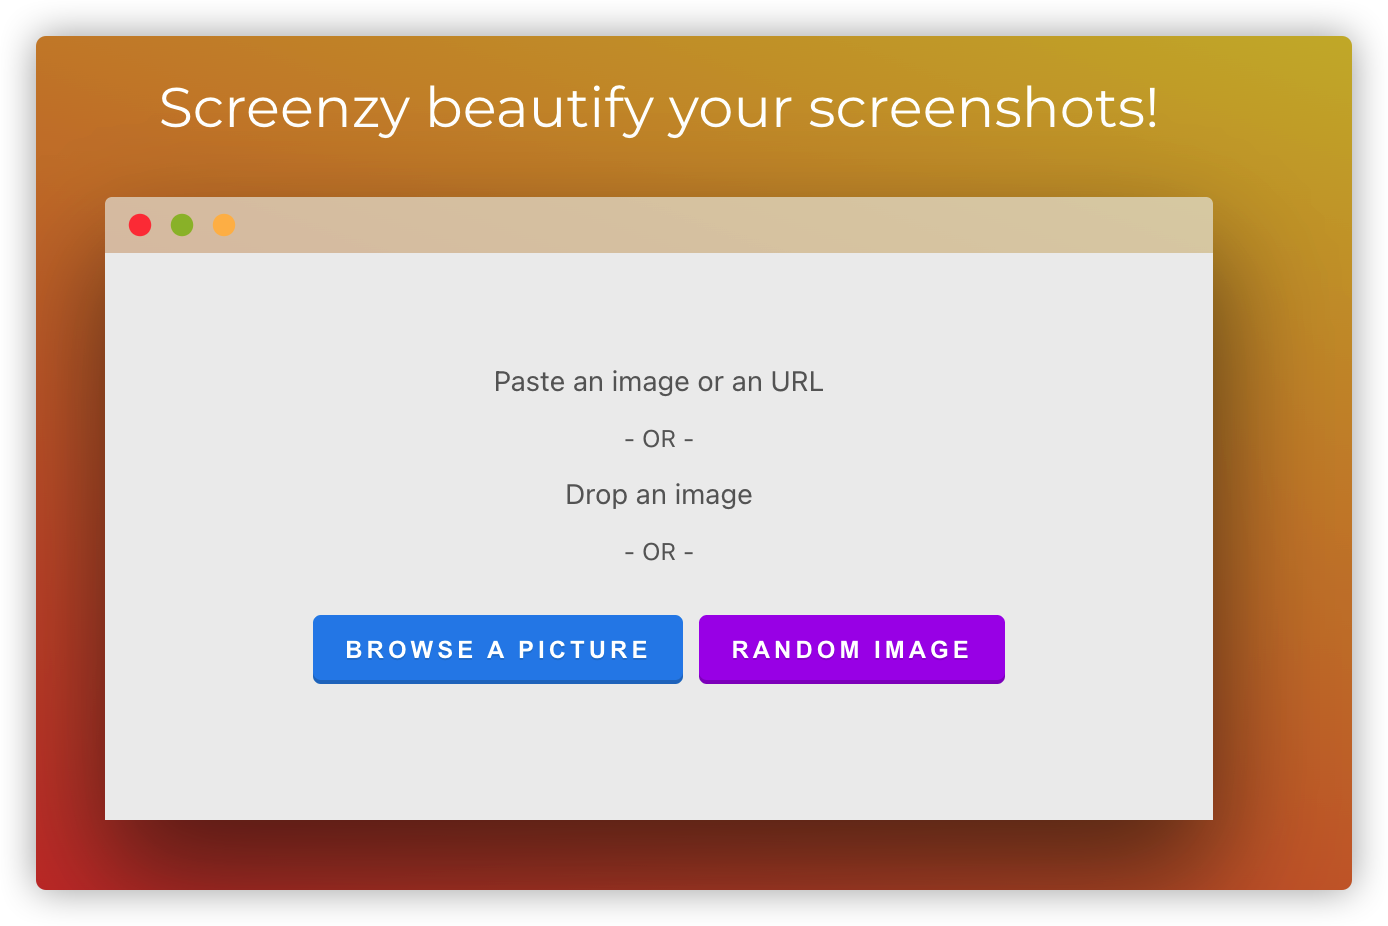 Screenzy beautify your screenshots!
Paste an image or an URL
- OR -
Drop an image
- OR -
BROWSE A PICTURE
RANDOM IMAGE